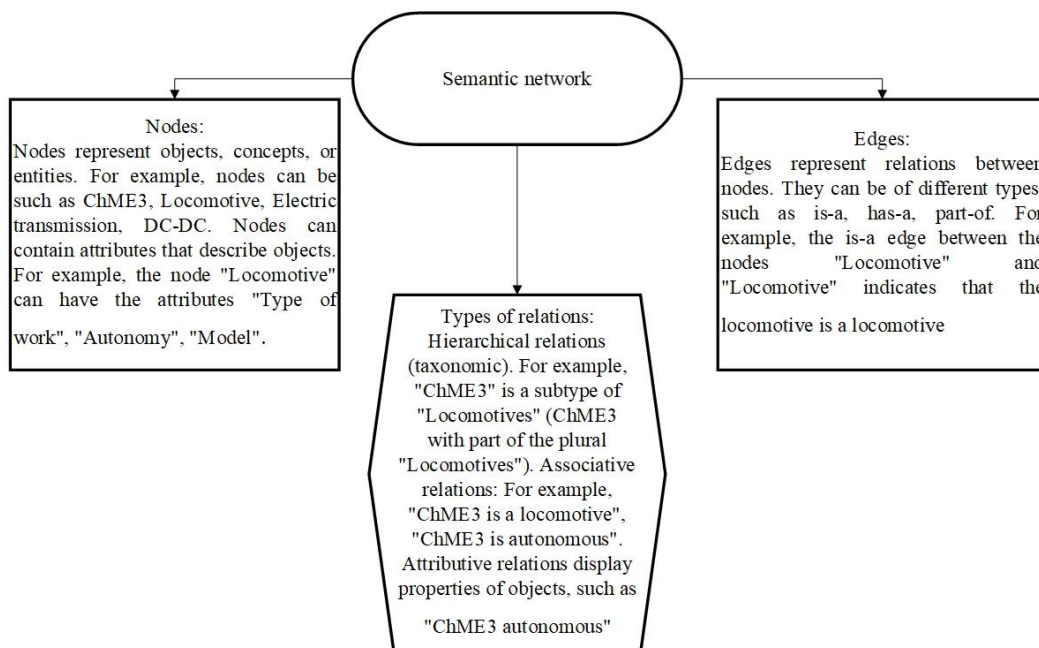 Semantic network
Nodes:
Nodes represent objects, concepts, or
entities. For example, nodes can be
such as ChME3, Locomotive, Electric
transmission, DC-DC. Nodes can
contain attributes that describe objects.
For example, the node "Locomotive"
can have the attributes "Type of
work", "Autonomy", "Model".
Types of relations:
Hierarchical relations
(taxonomic). For example,
"ChME3" is a subtype of
"Locomotives" (ChME3
with part of the plural
"Locomotives"). Associative
relations: For example,
"ChME3 is a locomotive",
"ChME3 is autonomous".
Attributive relations display
properties of objects, such as
"ChME3 autonomous"
Edges:
Edges represent relations between
nodes. They can be of different types,
such as is-a, has-a, part-of. For
example, the is-a edge between the
nodes "Locomotive" and
"Locomotive" indicates that the
locomotive is a locomotive